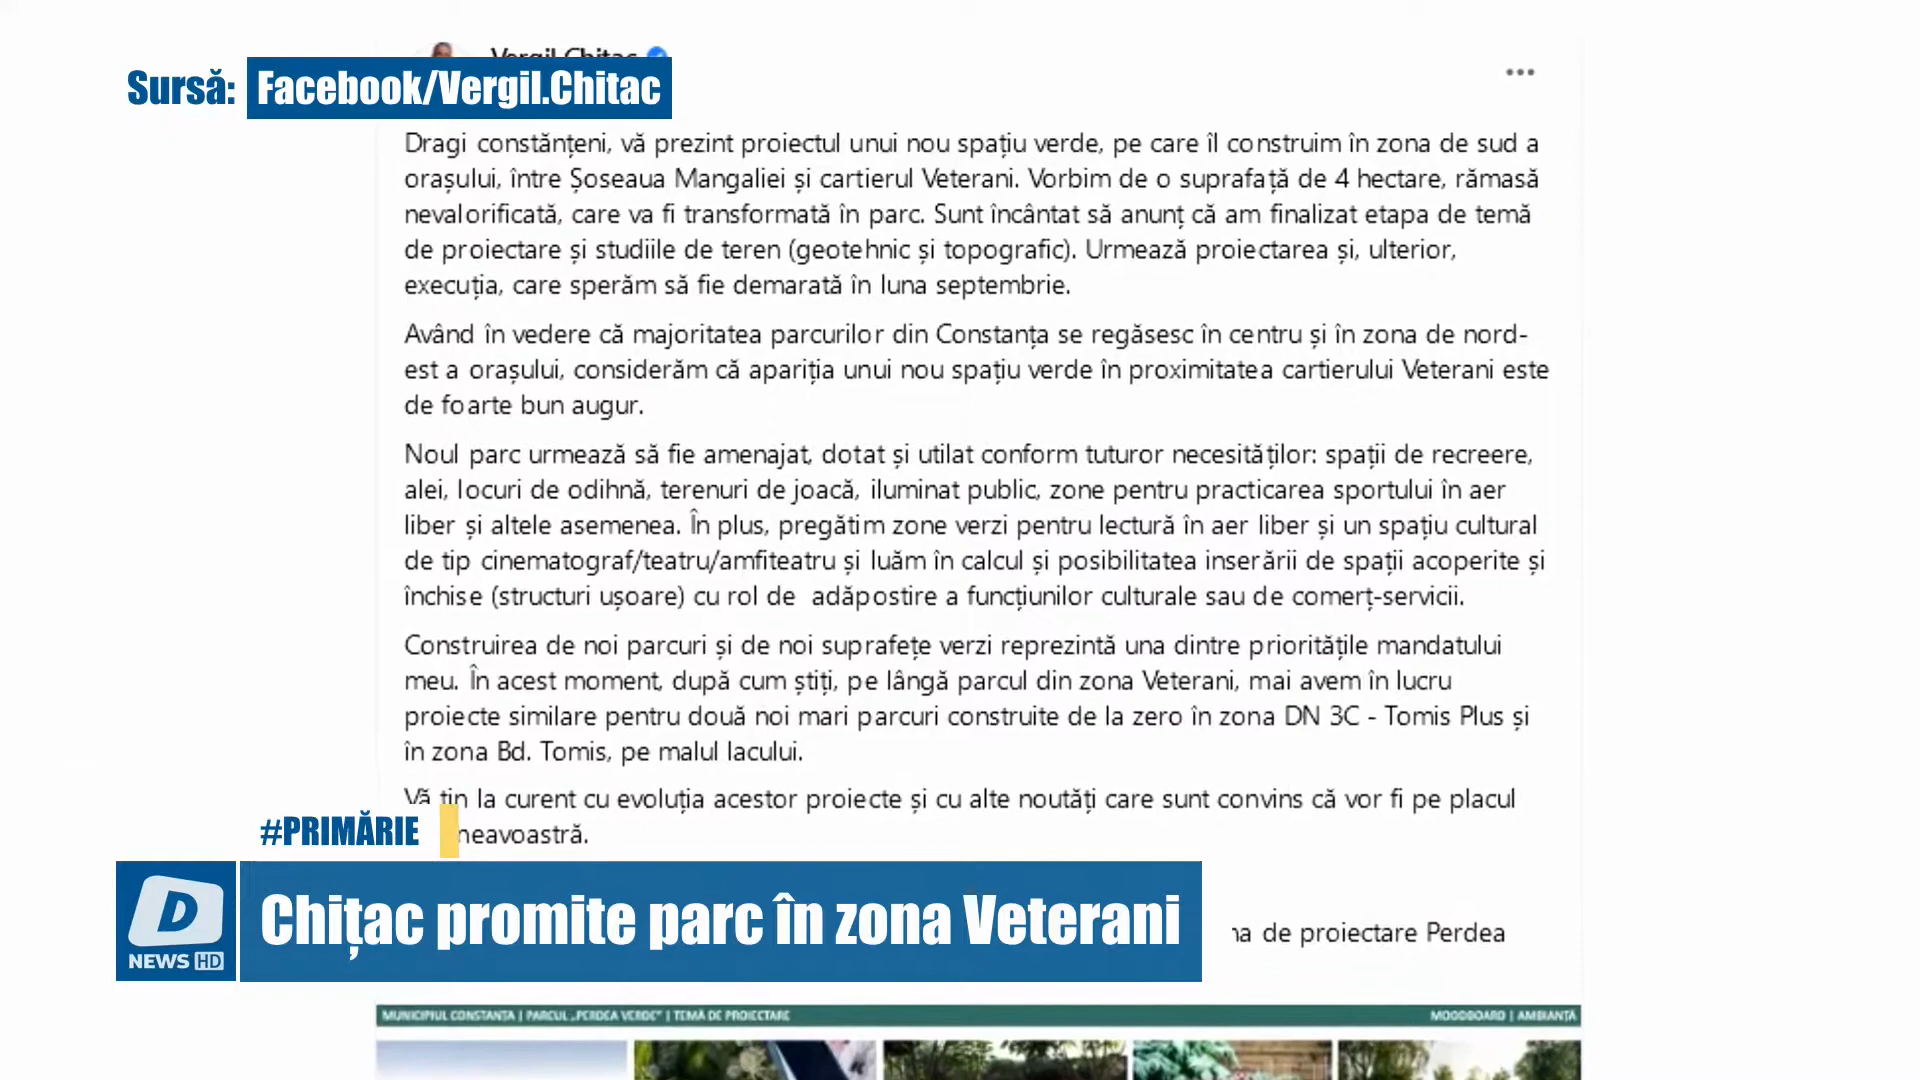 Vergil Chitac
Sursă: Facebook/Vergil.Chitac
Dragi constănțeni, vă prezint proiectul unui nou spațiu verde, pe care îl construim în zona de sud a
orașului, între Șoseaua Mangaliei și cartierul Veterani. Vorbim de o suprafață de 4 hectare, rămasă
nevalorificată, care va fi transformată în parc. Sunt încântat să anunț că am finalizat etapa de temă
de proiectare și studiile de teren (geotehnic și topografic). Urmează proiectarea și, ulterior,
execuția, care sperăm să fie demarată în luna septembrie.
Având în vedere că majoritatea parcurilor din Constanța se regăsesc în centru și în zona de nord-
est a orașului, considerăm că apariția unui nou spațiu verde în proximitatea cartierului Veterani este
de foarte bun augur.
Noul parc urmează să fie amenajat, dotat și utilat conform tuturor necesităților: spații de recreere,
alei, locuri de odihnă, terenuri de joacă, iluminat public, zone pentru practicarea sportului în aer
liber și altele asemenea. În plus, pregătim zone verzi pentru lectură în aer liber și un spațiu cultural
de tip cinematograf/teatru/amfiteatru și luăm în calcul și posibilitatea inserării de spații acoperite și
închise (structuri ușoare) cu rol de adăpostire a funcțiunilor culturale sau de comerț-servicii.
Construirea de noi parcuri și de noi suprafețe verzi reprezintă una dintre prioritățile mandatului
meu. În acest moment, după cum știți, pe lângă parcul din zona Veterani, mai avem în lucru
proiecte similare pentru două noi mari parcuri construite de la zero în zona DN 3C - Tomis Plus și
în zona Bd. Tomis, pe malul lacului.
Vă țin la curent cu evoluția acestor proiecte și cu alte noutăți care sunt convins că vor fi pe placul
neavoastră.
#PRIMĂRIE
Chițac promite parc în zona Veterani
D
NEWS HD
de proiectare Perdea
MUNICIPIUL CONSTANȚA | PARCUL „PERDEA VERDE” | TEMĂ DE PROIECTARE
MOODBOARD | AMBIANȚA